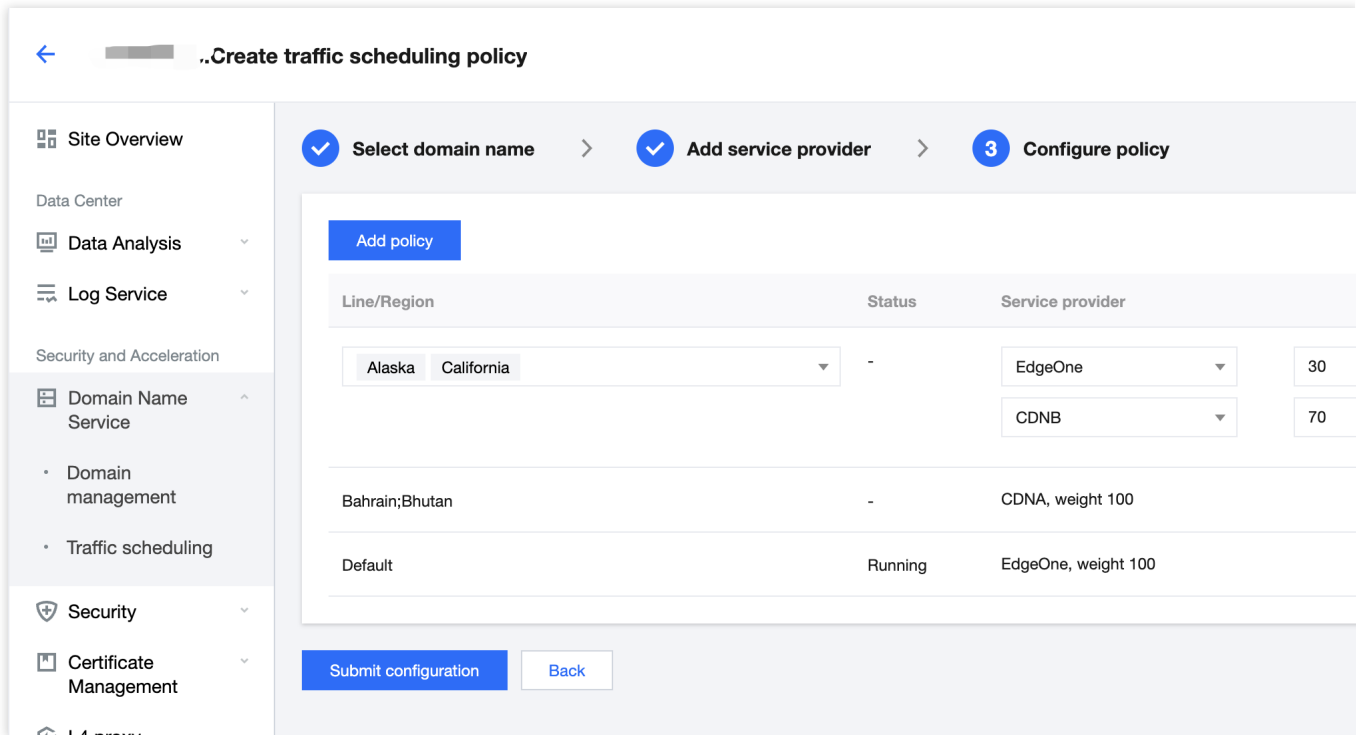 ..Create traffic scheduling policy
Site Overview
Data Center
Data Analysis
Log Service
Security and Acceleration
Domain Name
Service
Domain
management
Traffic scheduling
Security
Certificate
Management
L4 proxy
Select domain name
Add service provider
3 Configure policy
Add policy
Line/Region Status Service provider
Alaska California - EdgeOne 30
CDNB 70
Bahrain;Bhutan - CDNA, weight 100
Default Running EdgeOne, weight 100
Submit configuration Back